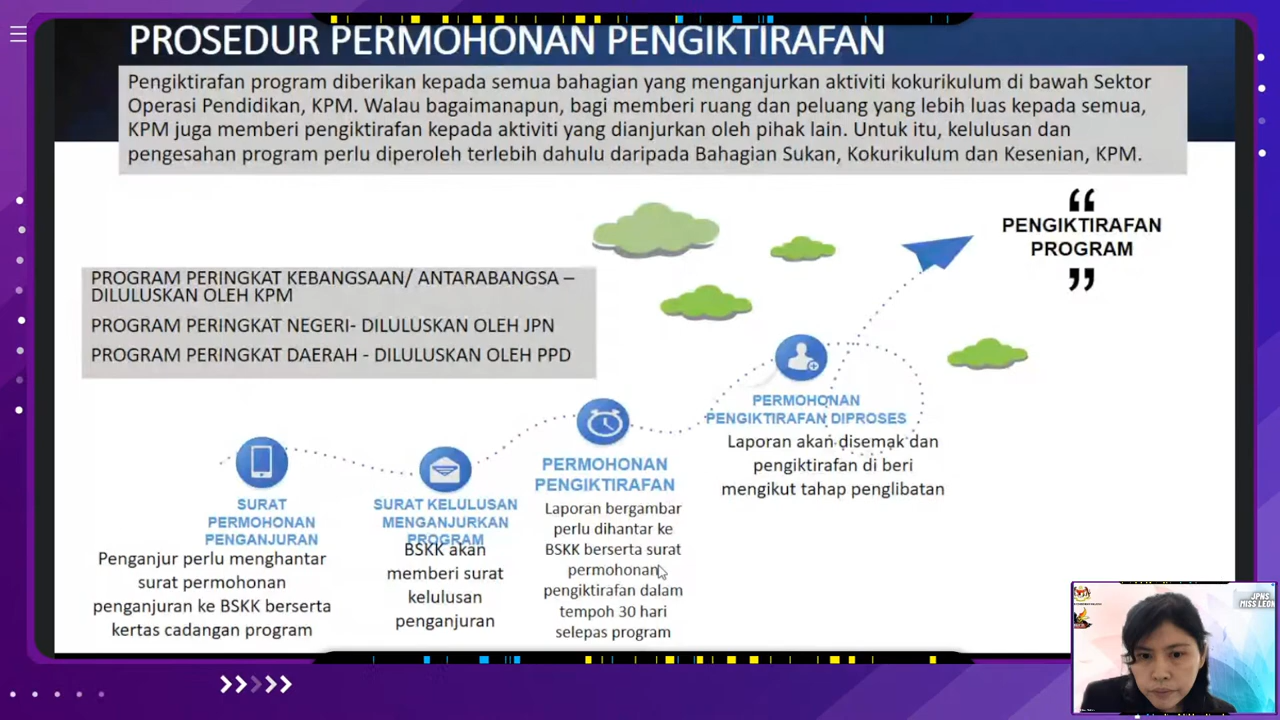 PROSEDUR PERMOHONAN PENGIKTIRAFAN
Pengiktirafan program diberikan kepada semua bahagian yang menganjurkan aktiviti kokurikulum di bawah Sektor
Operasi Pendidikan, KPM. Walau bagaimanapun, bagi memberi ruang dan peluang yang lebih luas kepada semua,
KPM juga memberi pengiktirafan kepada aktiviti yang dianjurkan oleh pihak lain. Untuk itu, kelulusan dan
pengesahan program perlu diperoleh terlebih dahulu daripada Bahagian Sukan, Kokurikulum dan Kesenian, KPM.
“
PENGIKTIRAFAN
PROGRAM
”
PROGRAM PERINGKAT KEBANGSAAN/ ANTARABANGSA –
DILULUSKAN OLEH KPM
PROGRAM PERINGKAT NEGERI- DILULUSKAN OLEH JPN
PROGRAM PERINGKAT DAERAH - DILULUSKAN OLEH PPD
SURAT
PERMOHONAN
PENGANJURAN
Penganjur perlu menghantar
surat permohonan
penganjuran ke BSKK berserta
kertas cadangan program
SURAT KELULUSAN
MENGANJURKAN
PROGRAM
BSKK akan
memberi surat
kelulusan
penganjuran
PERMOHONAN
PENGIKTIRAFAN
Laporan bergambar
perlu dihantar ke
BSKK berserta surat
permohonan
pengiktirafan dalam
tempoh 30 hari
selepas program
PERMOHONAN
PENGIKTIRAFAN DIPROSES
Laporan akan disemak dan
pengiktirafan di beri
mengikut tahap penglibatan
JPNS
MISS LEON